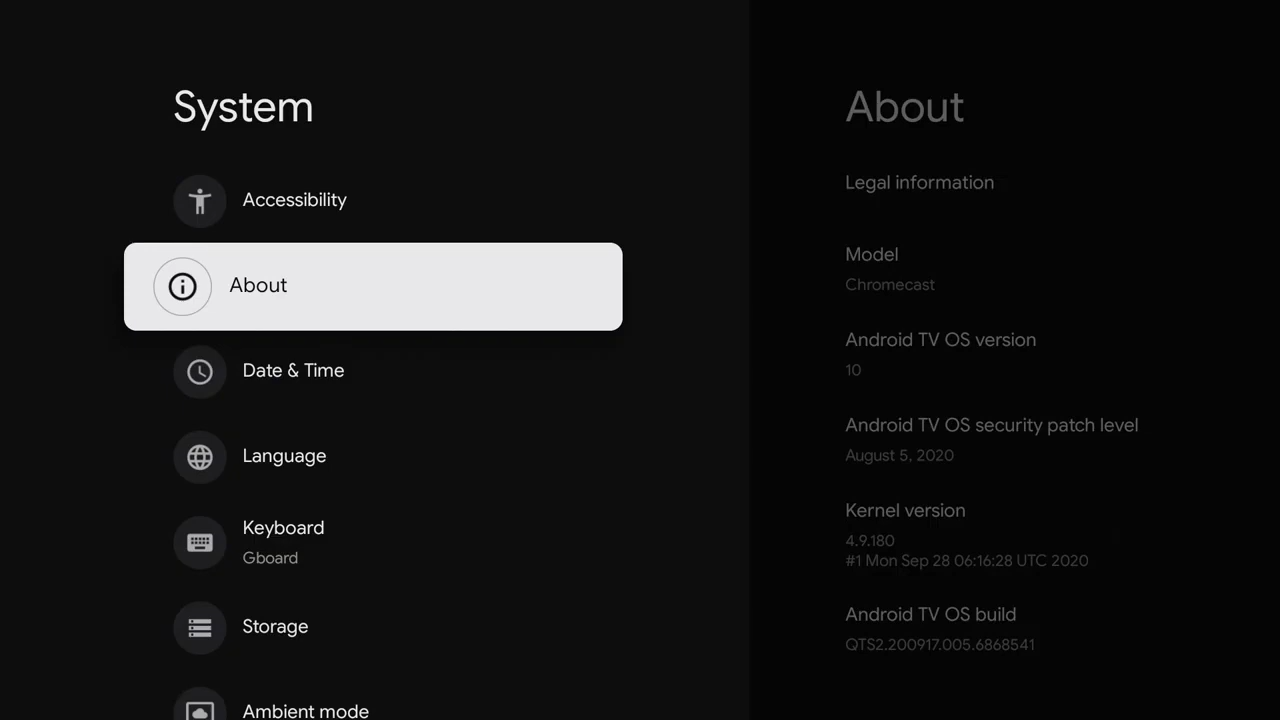 System
Accessibility
About
Date & Time
Language
Keyboard
Gboard
Storage
Ambient mode
About
Legal information
Model
Chromecast
Android TV OS version
10
Android TV OS security patch level
August 5, 2020
Kernel version
4.9.180
#1 Mon Sep 28 06:16:28 UTC 2020
Android TV OS build
QTS2.200917.005.6868541